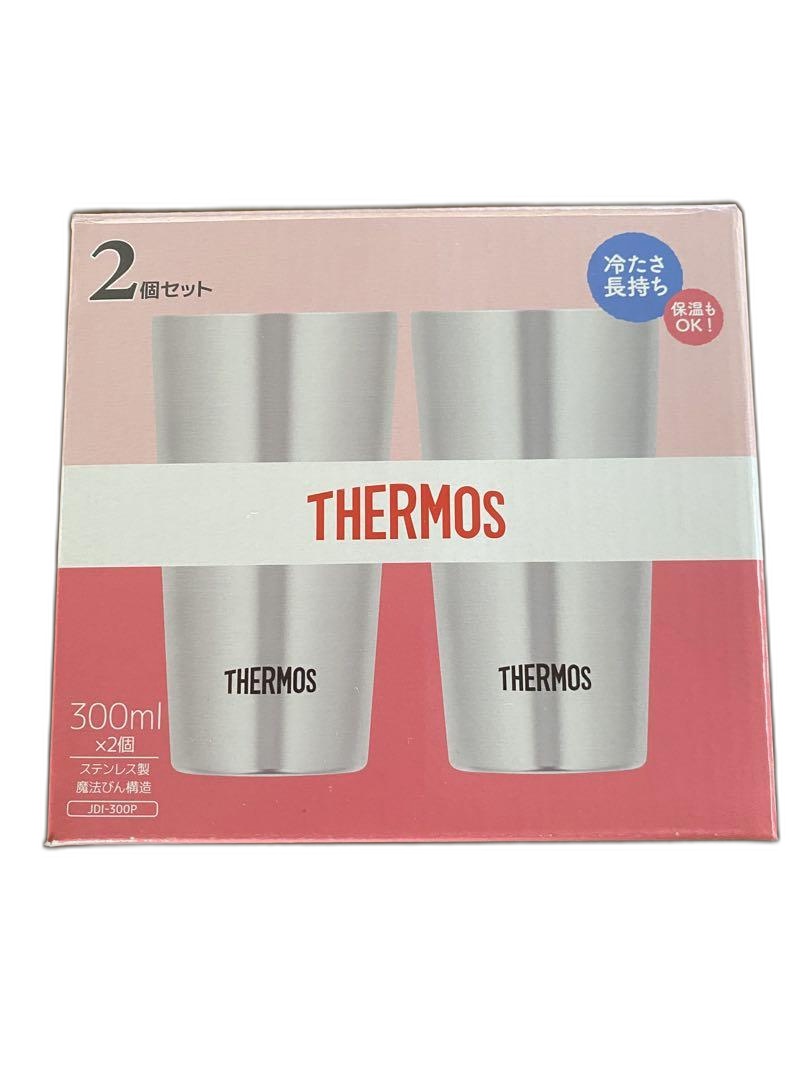 2個セット
冷たさ
長持ち
保温も
OK!
THERMOS
THERMOS
THERMOS
300ml
×2個
ステンレス製
魔法びん構造
JDI-300P